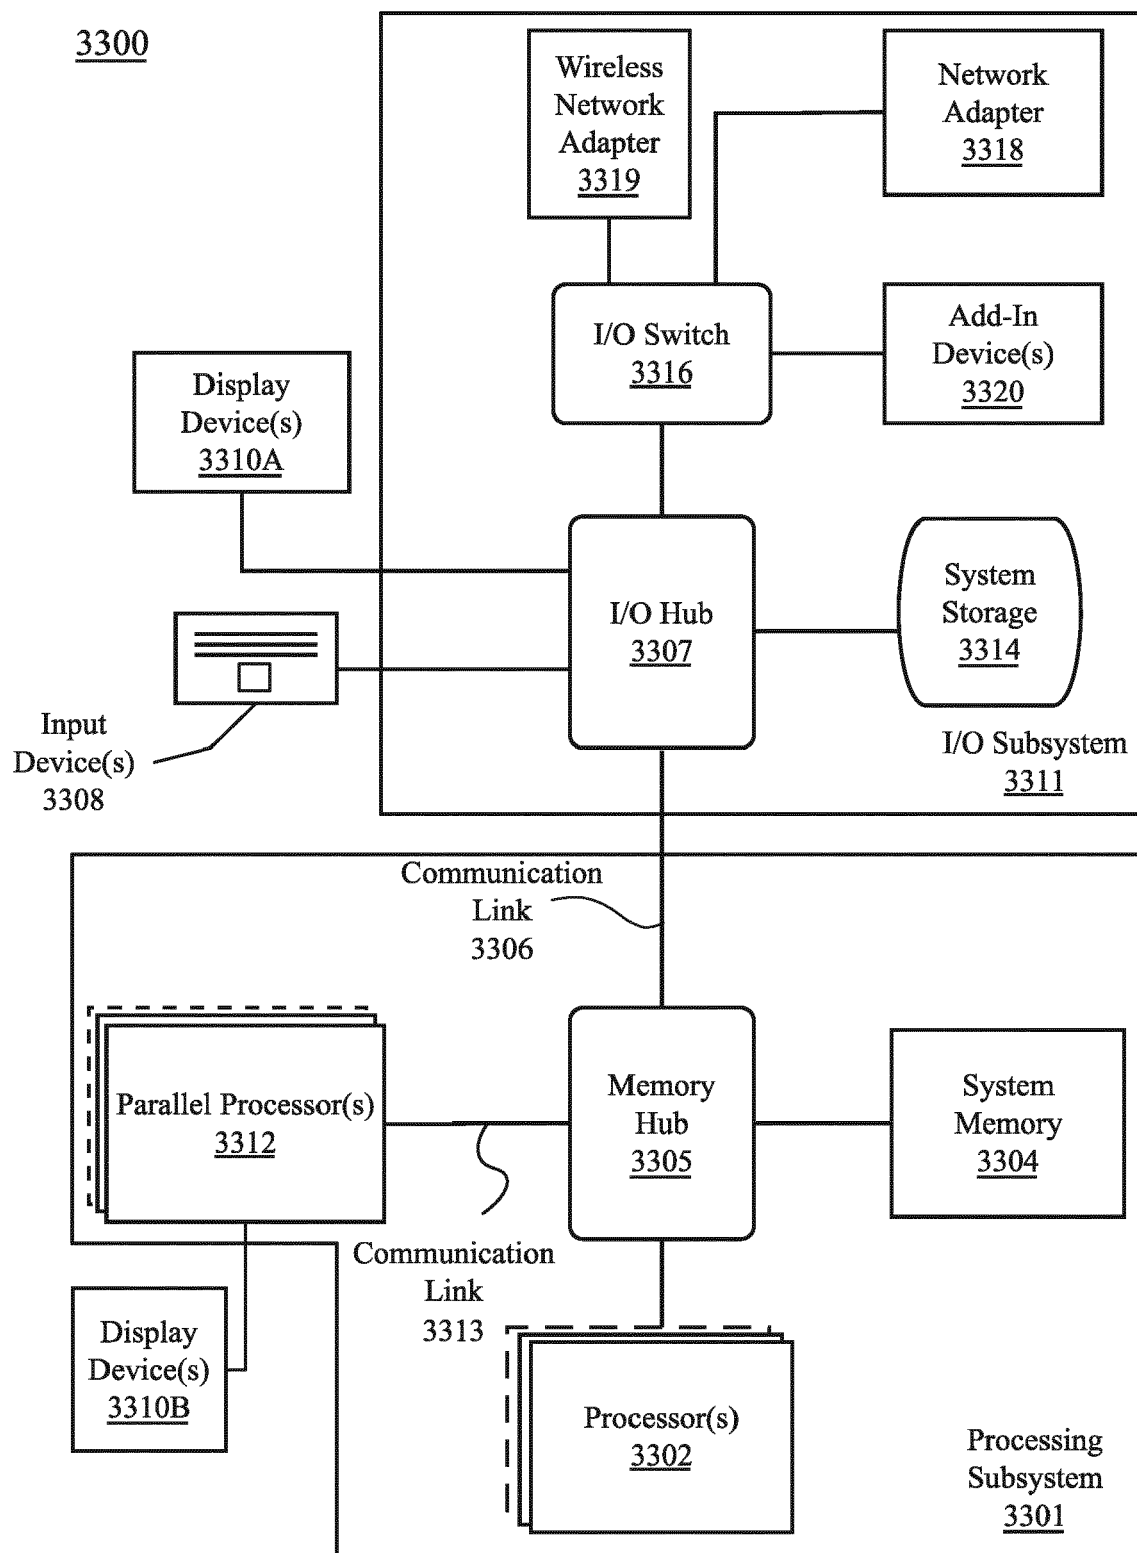 3300
Wireless
Network
Adapter
3319
Network
Adapter
3318
I/O Switch
3316
Add-In
Device(s)
3320
Display
Device(s)
3310A
I/O Hub
3307
System
Storage
3314
Input
Device(s)
3308
I/O Subsystem
3311
Communication
Link
3306
Parallel Processor(s)
3312
Memory
Hub
3305
System
Memory
3304
Communication
Link
3313
Display
Device(s)
3310B
Processor(s)
3302
Processing
Subsystem
3301